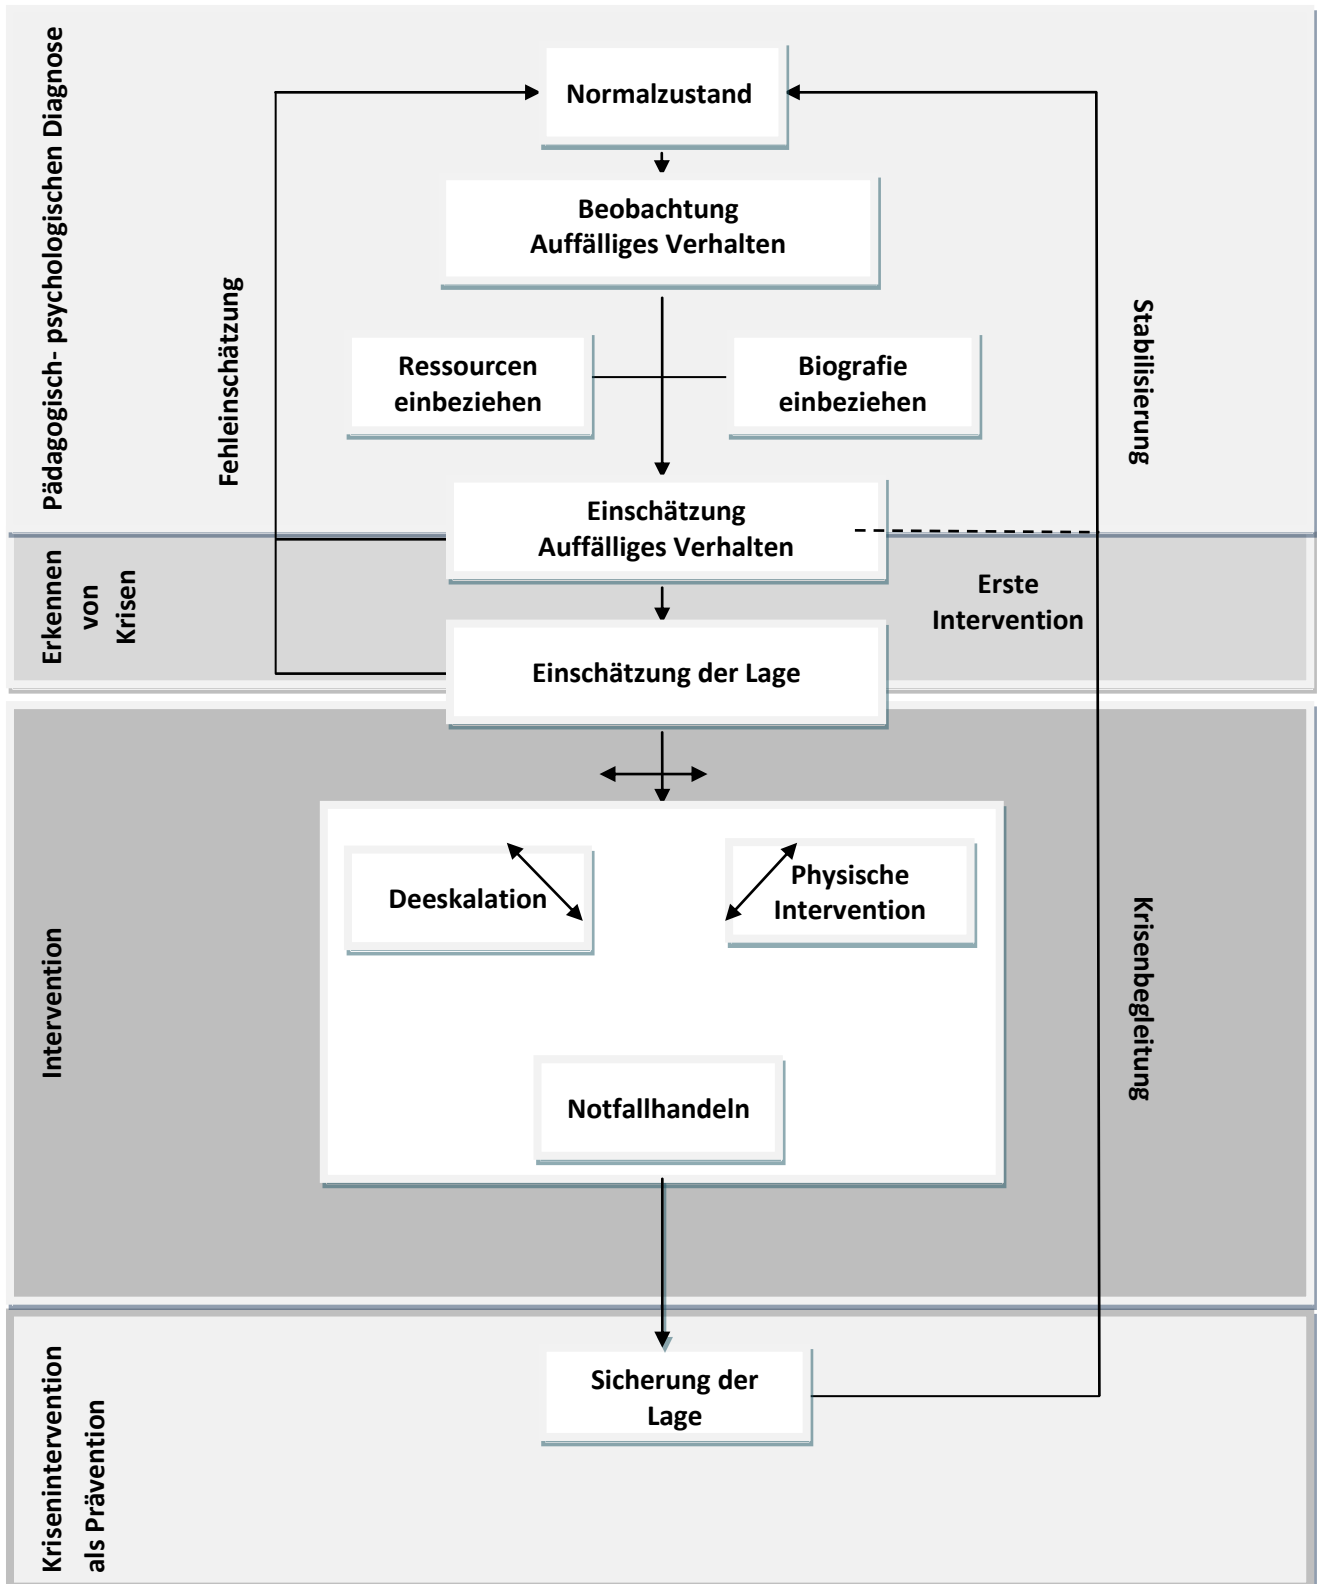 Pädagogisch- psychologischen Diagnose
Normalzustand
Beobachtung
Auffälliges Verhalten
Fehleinschätzung
Stabilisierung
Ressourcen
einbeziehen
Biografie
einbeziehen
Einschätzung
Auffälliges Verhalten
Erkennen
von
Krisen
Erste
Intervention
Einschätzung der Lage
Intervention
Deeskalation
Physische
Intervention
Krisenbegleitung
Notfallhandeln
Krisenintervention
als Prävention
Sicherung der
Lage